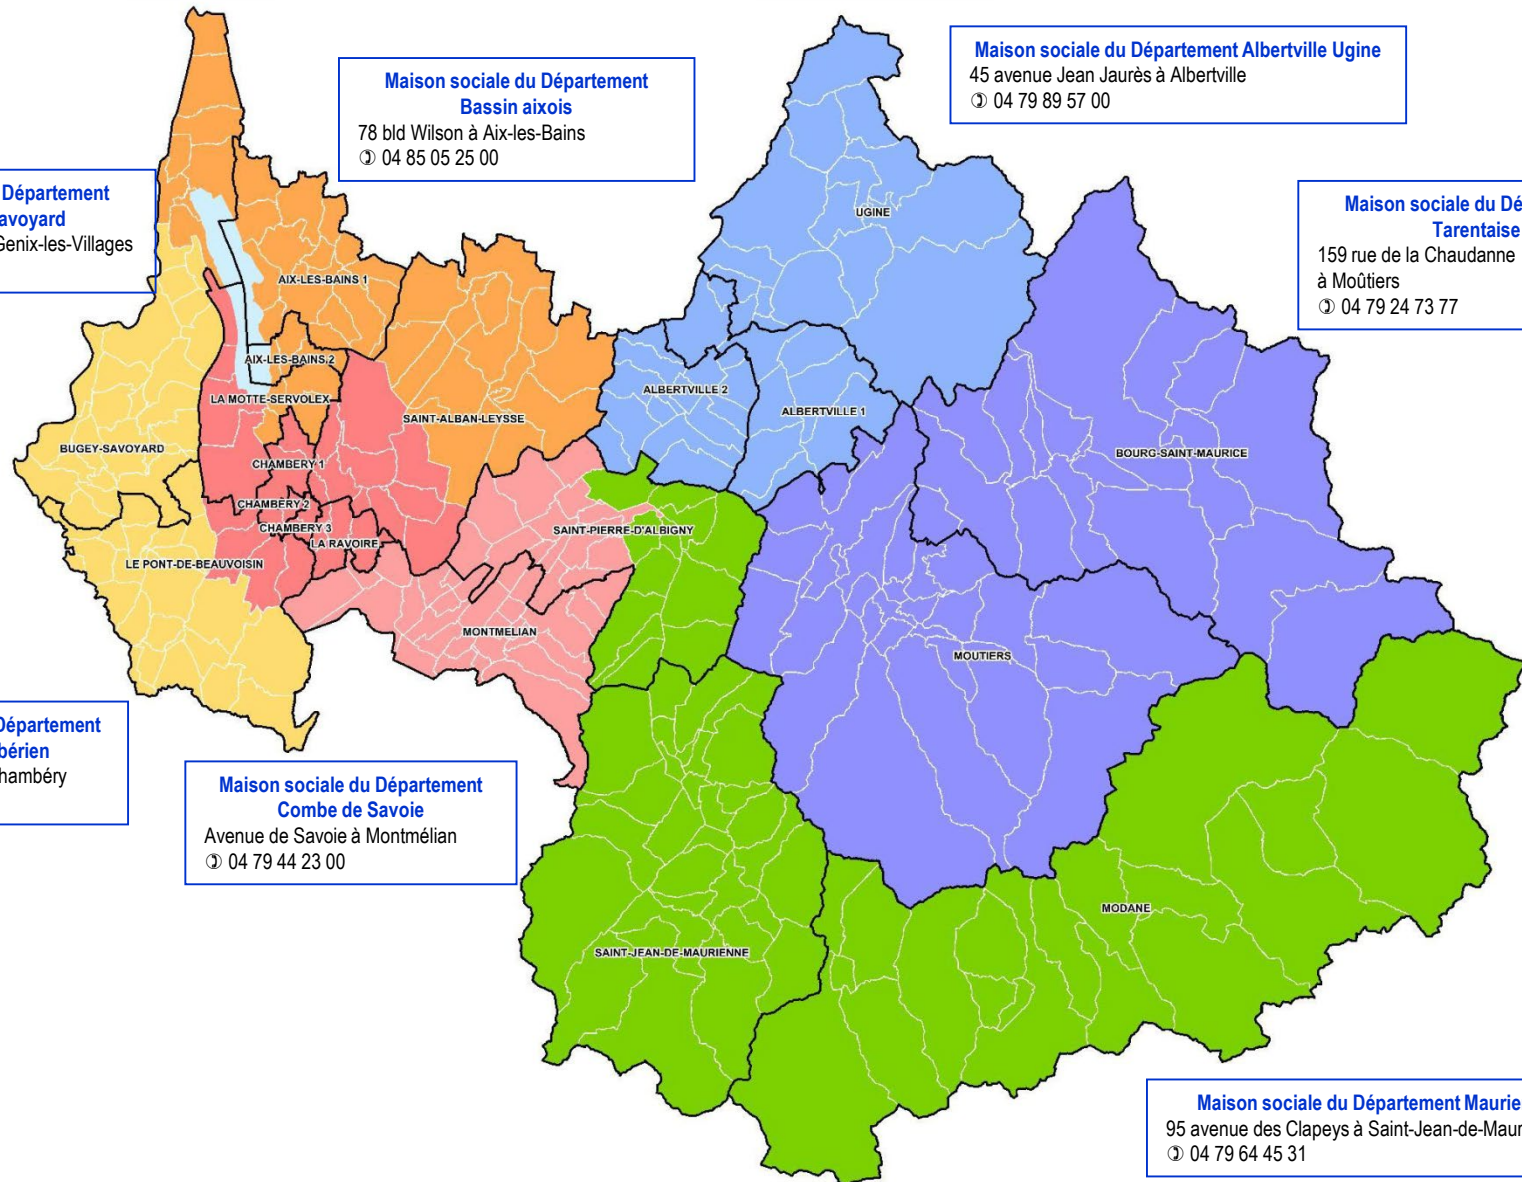 Maison sociale du Département Albertville Ugine
45 avenue Jean Jaurès à Albertville
✆ 04 79 89 57 00
Maison sociale du Département
Bassin aixois
78 bld Wilson à Aix-les-Bains
✆ 04 85 05 25 00
Département
avoyard
Genix-les-Villages
Maison sociale du Dé
Tarentaise
159 rue de la Chaudanne
à Moûtiers
✆ 04 79 24 73 77
UGINE
AIX-LES-BAINS 1
AIX-LES-BAINS 2
LA MOTTE-SERVOLEX
ALBERTVILLE 2
ALBERTVILLE 1
SAINT-ALBAN-LEYSSE
BUGEY-SAVOYARD
BOURG-SAINT-MAURICE
CHAMBERY 1
CHAMBÉRY 2
CHAMBERY 3
LA RAVOIRE
SAINT-PIERRE-D'ALBIGNY
LE PONT-DE-BEAUVOISIN
MONTMELIAN
MOUTIERS
Département
bérien
hambéry
Maison sociale du Département
Combe de Savoie
Avenue de Savoie à Montmélian
✆ 04 79 44 23 00
MODANE
SAINT-JEAN-DE-MAURIENNE
Maison sociale du Département Maurie
95 avenue des Clapeys à Saint-Jean-de-Maur
✆ 04 79 64 45 31